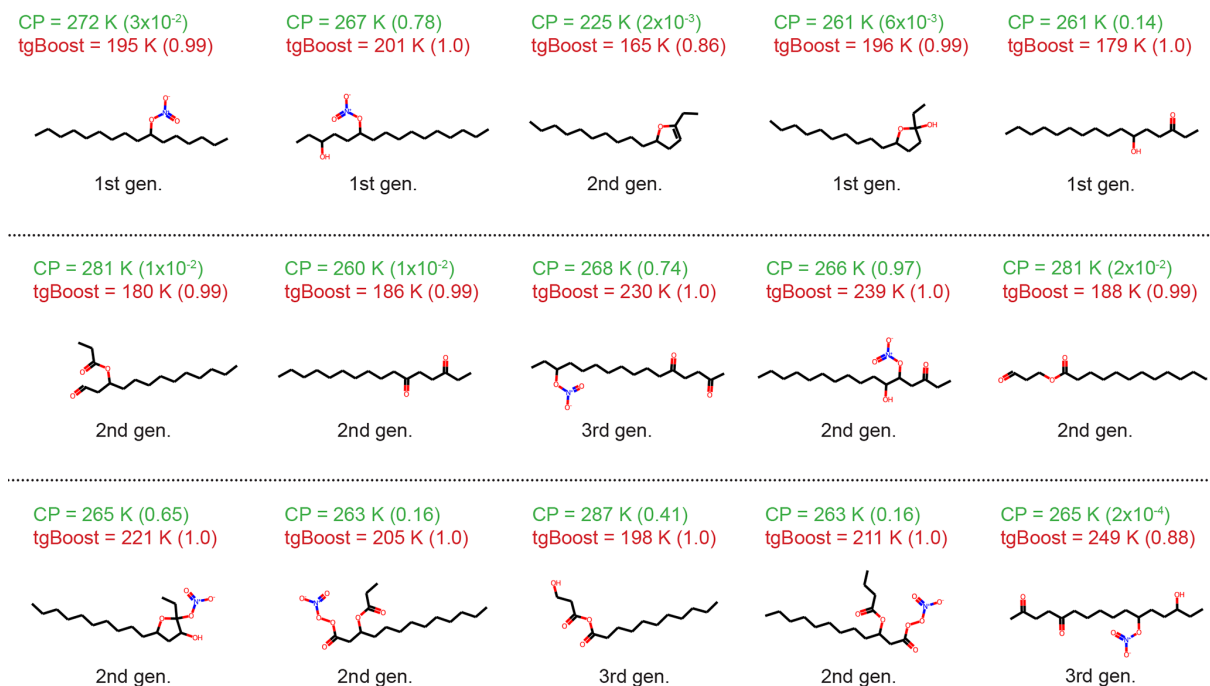 CP = 272 K (3x10⁻²) CP = 267 K (0.78) CP = 225 K (2x10⁻³) CP = 261 K (6x10⁻³) CP = 261 K (0.14)
tgBoost = 195 K (0.99) tgBoost = 201 K (1.0) tgBoost = 165 K (0.86) tgBoost = 196 K (0.99) tgBoost = 179 K (1.0)
O⁻ O⁻
N⁺ N⁺ O
O O O O O OH O
OH OH
1st gen. 1st gen. 2nd gen. 1st gen. 1st gen.
CP = 281 K (1x10⁻²) CP = 260 K (1x10⁻²) CP = 268 K (0.74) CP = 266 K (0.97) CP = 281 K (2x10⁻²)
tgBoost = 180 K (0.99) tgBoost = 186 K (0.99) tgBoost = 230 K (1.0) tgBoost = 239 K (1.0) tgBoost = 188 K (0.99)
O⁻ N⁺ O
O O O O O O O O
O O N⁺ O O O O
O O⁻ OH
2nd gen. 2nd gen. 3rd gen. 2nd gen. 2nd gen.
CP = 265 K (0.65) CP = 263 K (0.16) CP = 287 K (0.41) CP = 263 K (0.16) CP = 265 K (2x10⁻⁴)
tgBoost = 221 K (1.0) tgBoost = 205 K (1.0) tgBoost = 198 K (1.0) tgBoost = 211 K (1.0) tgBoost = 249 K (0.88)
O N⁺ O⁻ O⁻ N⁺ O OH O N⁺ O⁻ OH
O O O O O O O O O O O O
OH O O O O O O N⁺ O
O⁻
2nd gen. 2nd gen. 3rd gen. 2nd gen. 3rd gen.